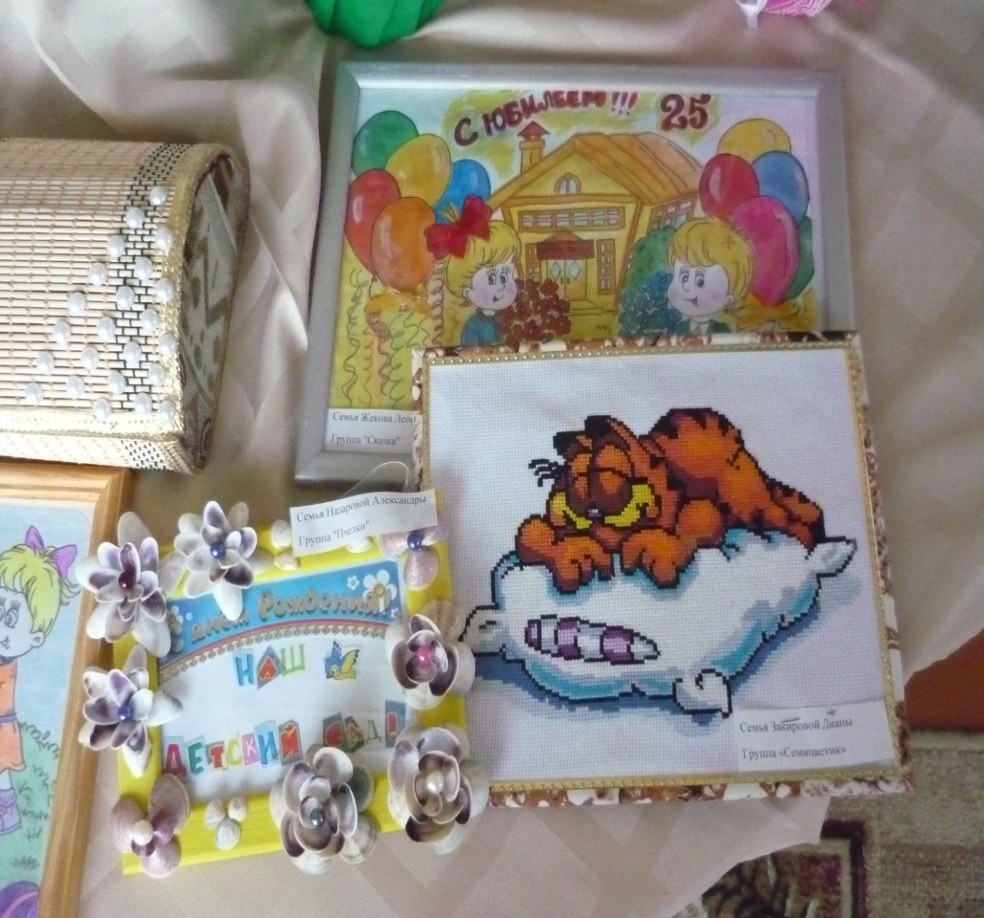 С ЮБИЛЕЕМ!!! 25
Семья Жекова
Группа "Сказка"
Семья Назаровой Александры
Группа "Пчелки"
днем Рождения
НАШ
ДЕТСКИЙ САД!
Семья Закировой Дианы
Группа «Семицветик»